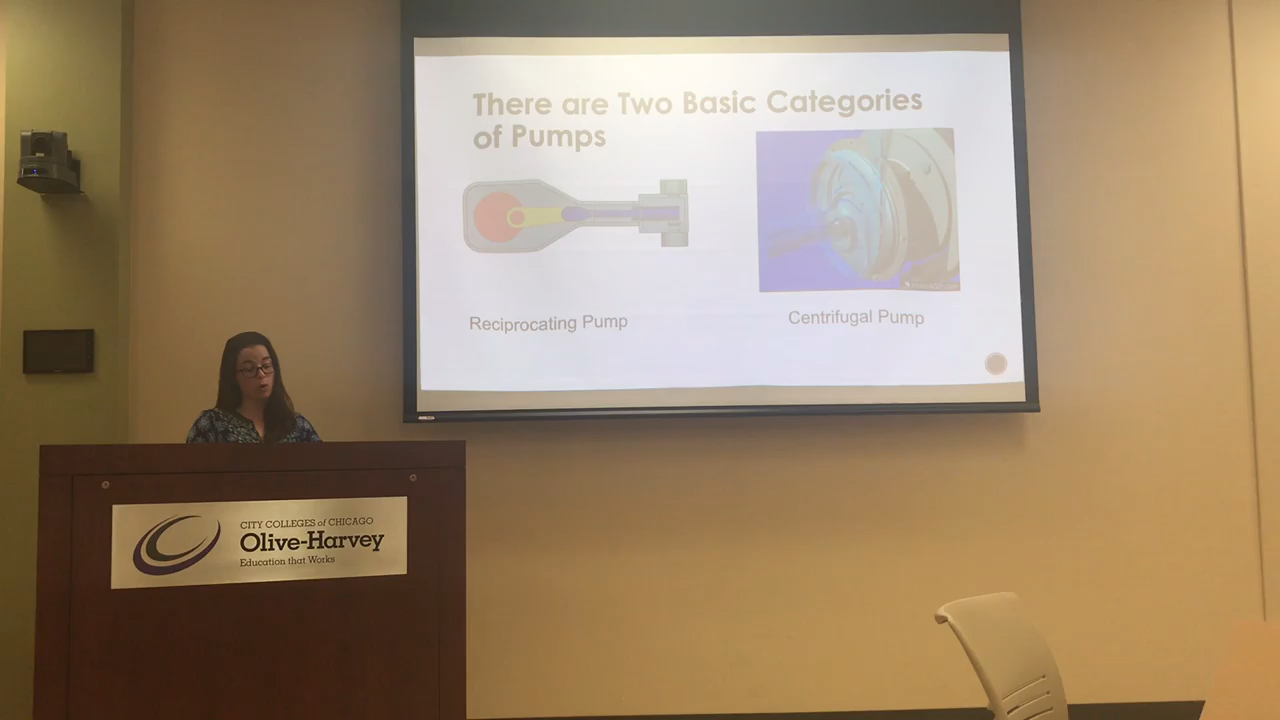 There are Two Basic Categories
of Pumps
Reciprocating Pump
Centrifugal Pump
CITY COLLEGES of CHICAGO
Olive-Harvey
Education that Works